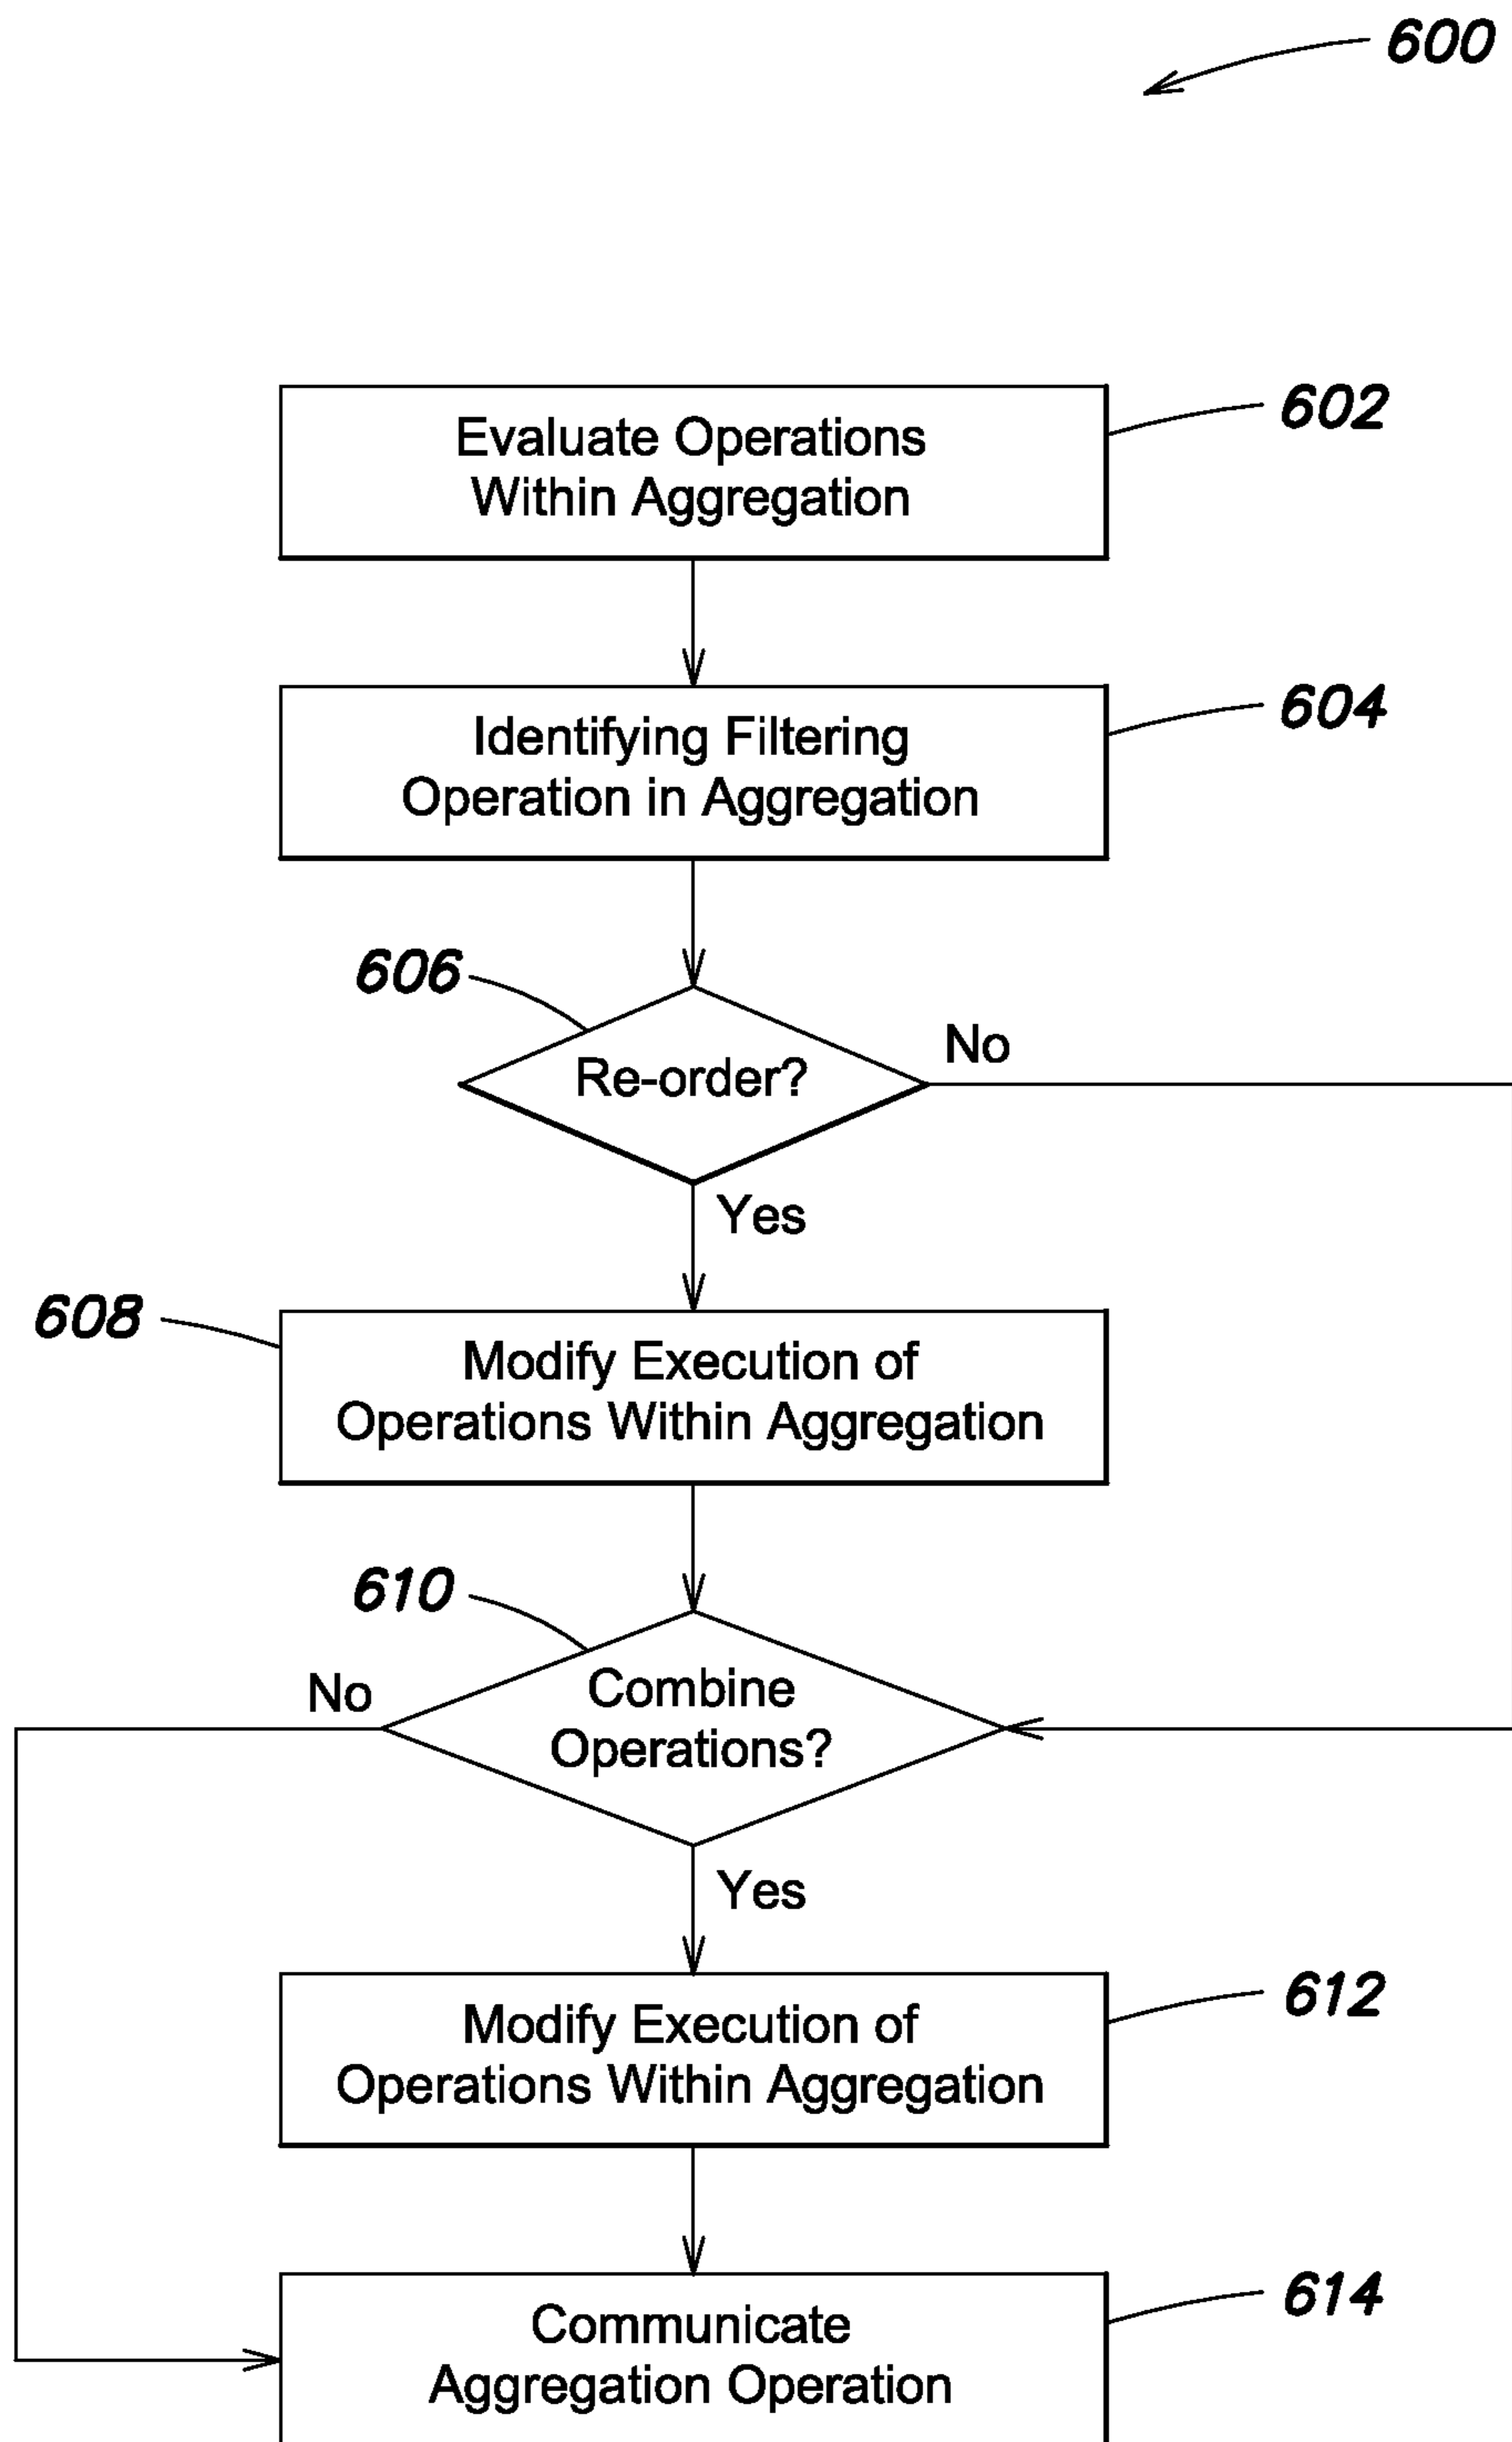 600
Evaluate Operations
Within Aggregation
602
Identifying Filtering
Operation in Aggregation
604
606
Re-order?
No
Yes
608
Modify Execution of
Operations Within Aggregation
610
No
Combine
Operations?
Yes
Modify Execution of
Operations Within Aggregation
612
Communicate
Aggregation Operation
614